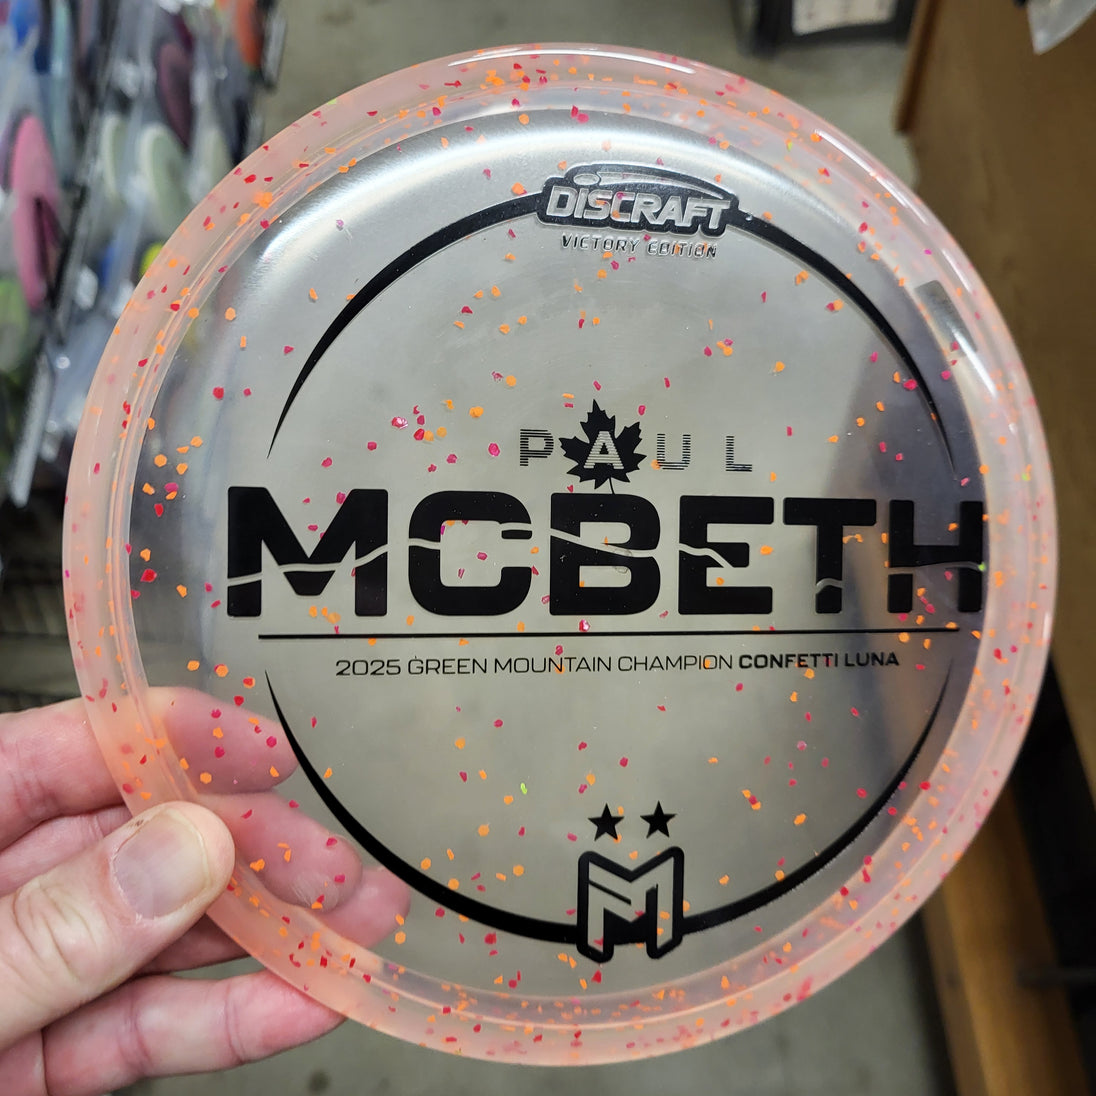 DISCRAFT
VICTORY EDITION
PAUL
MCBETH
2025 GREEN MOUNTAIN CHAMPION CONFETTI LUNA
M